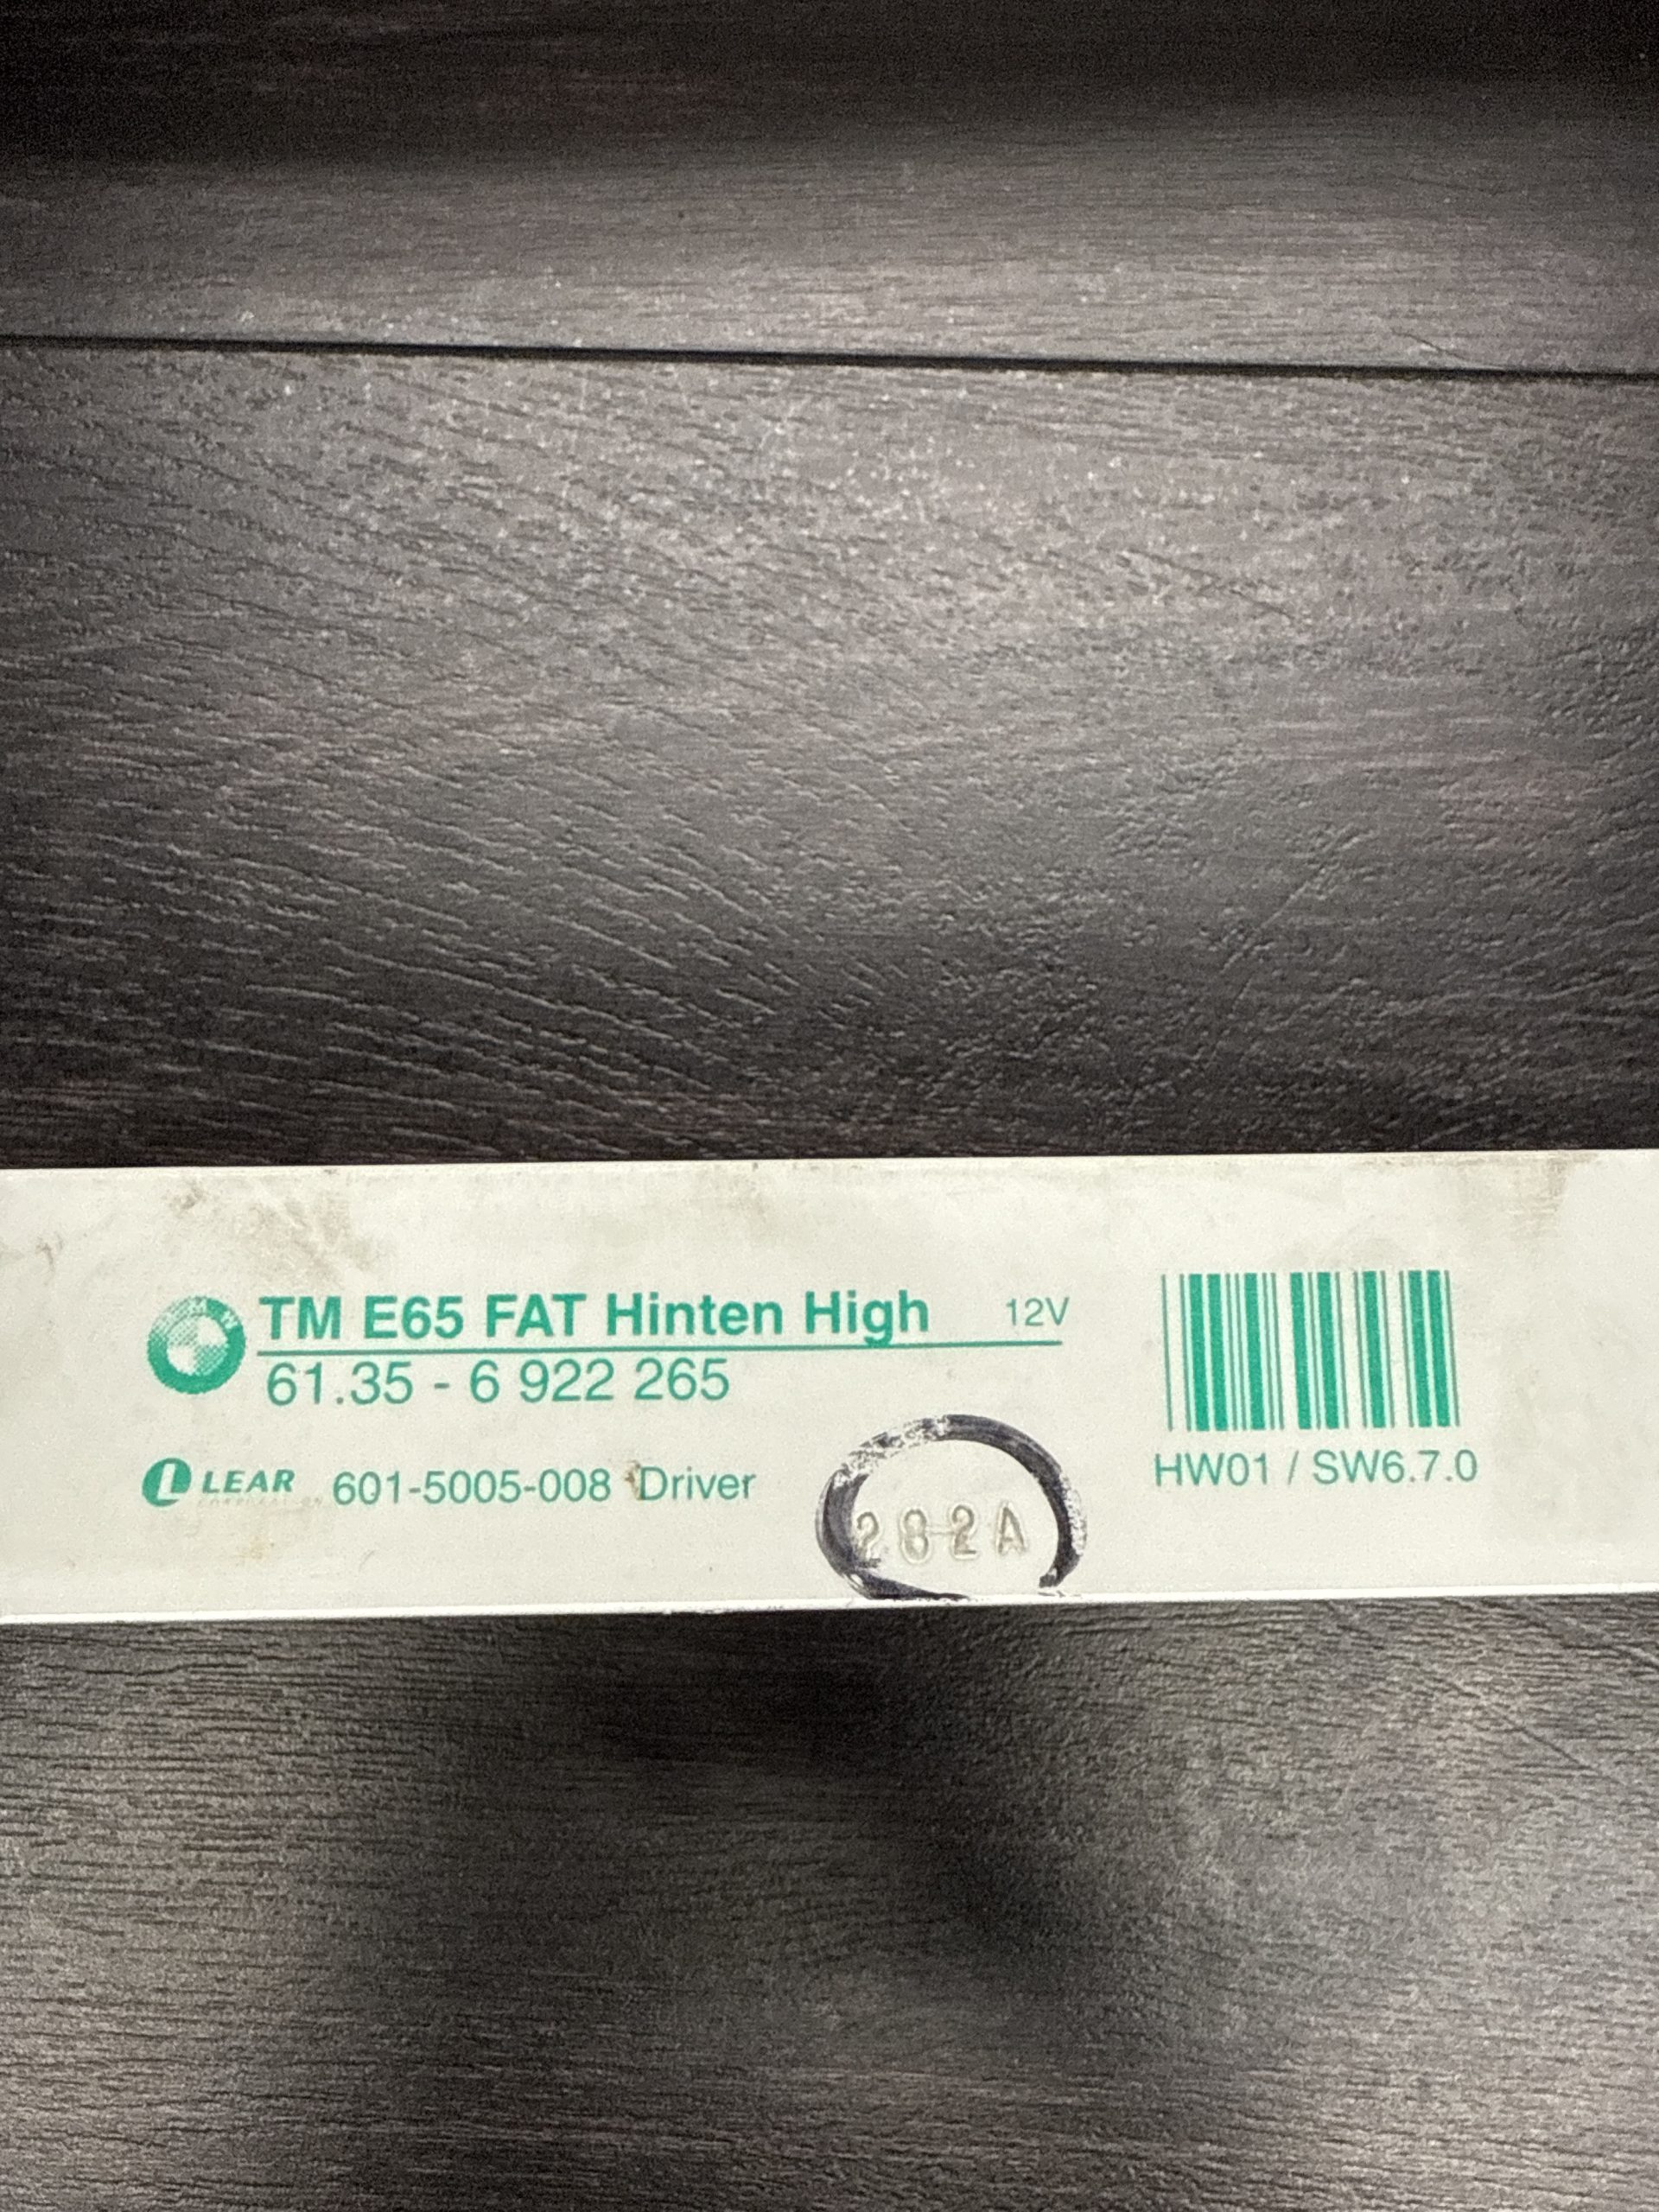 TM E65 FAT Hinten High 12V
61.35 - 6 922 265
LEAR 601-5005-008 Driver
HW01 / SW6.7.0
282A